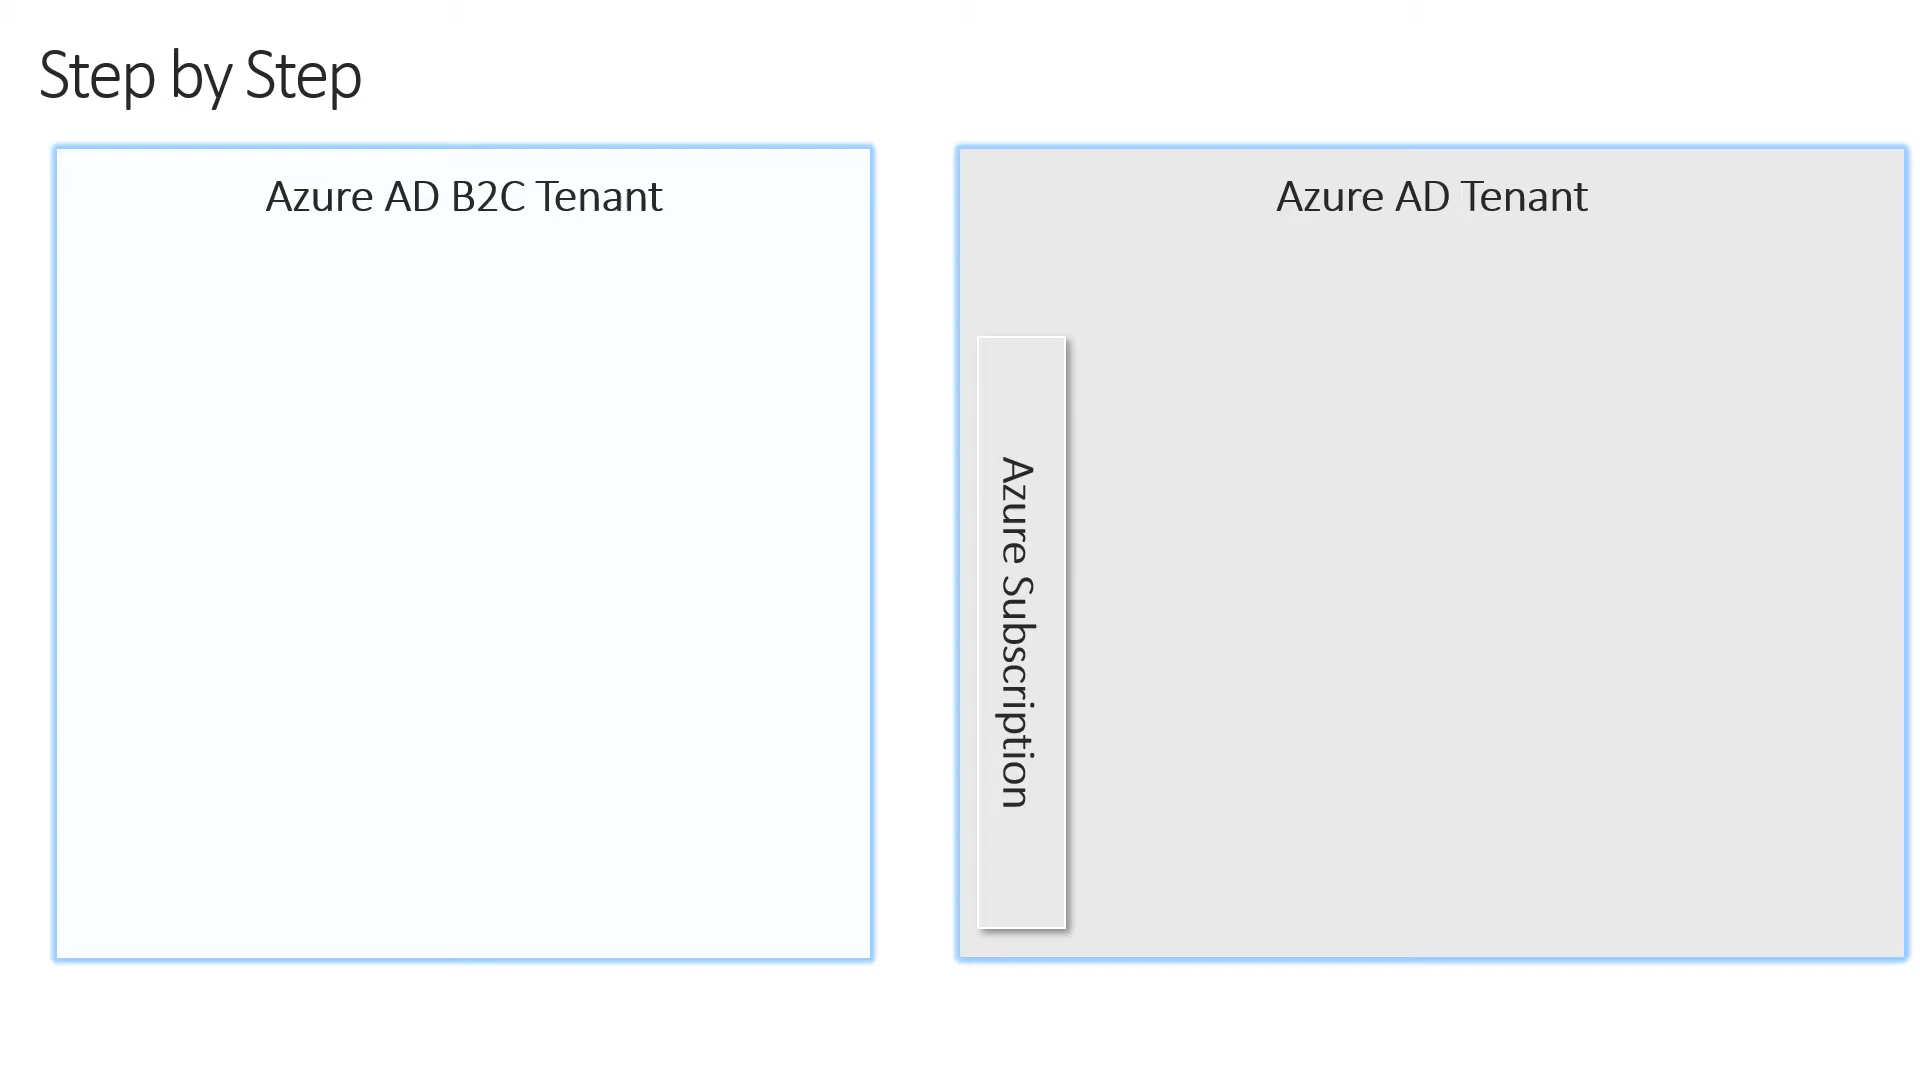 Step by Step
Azure AD B2C Tenant
Azure AD Tenant
Azure Subscription